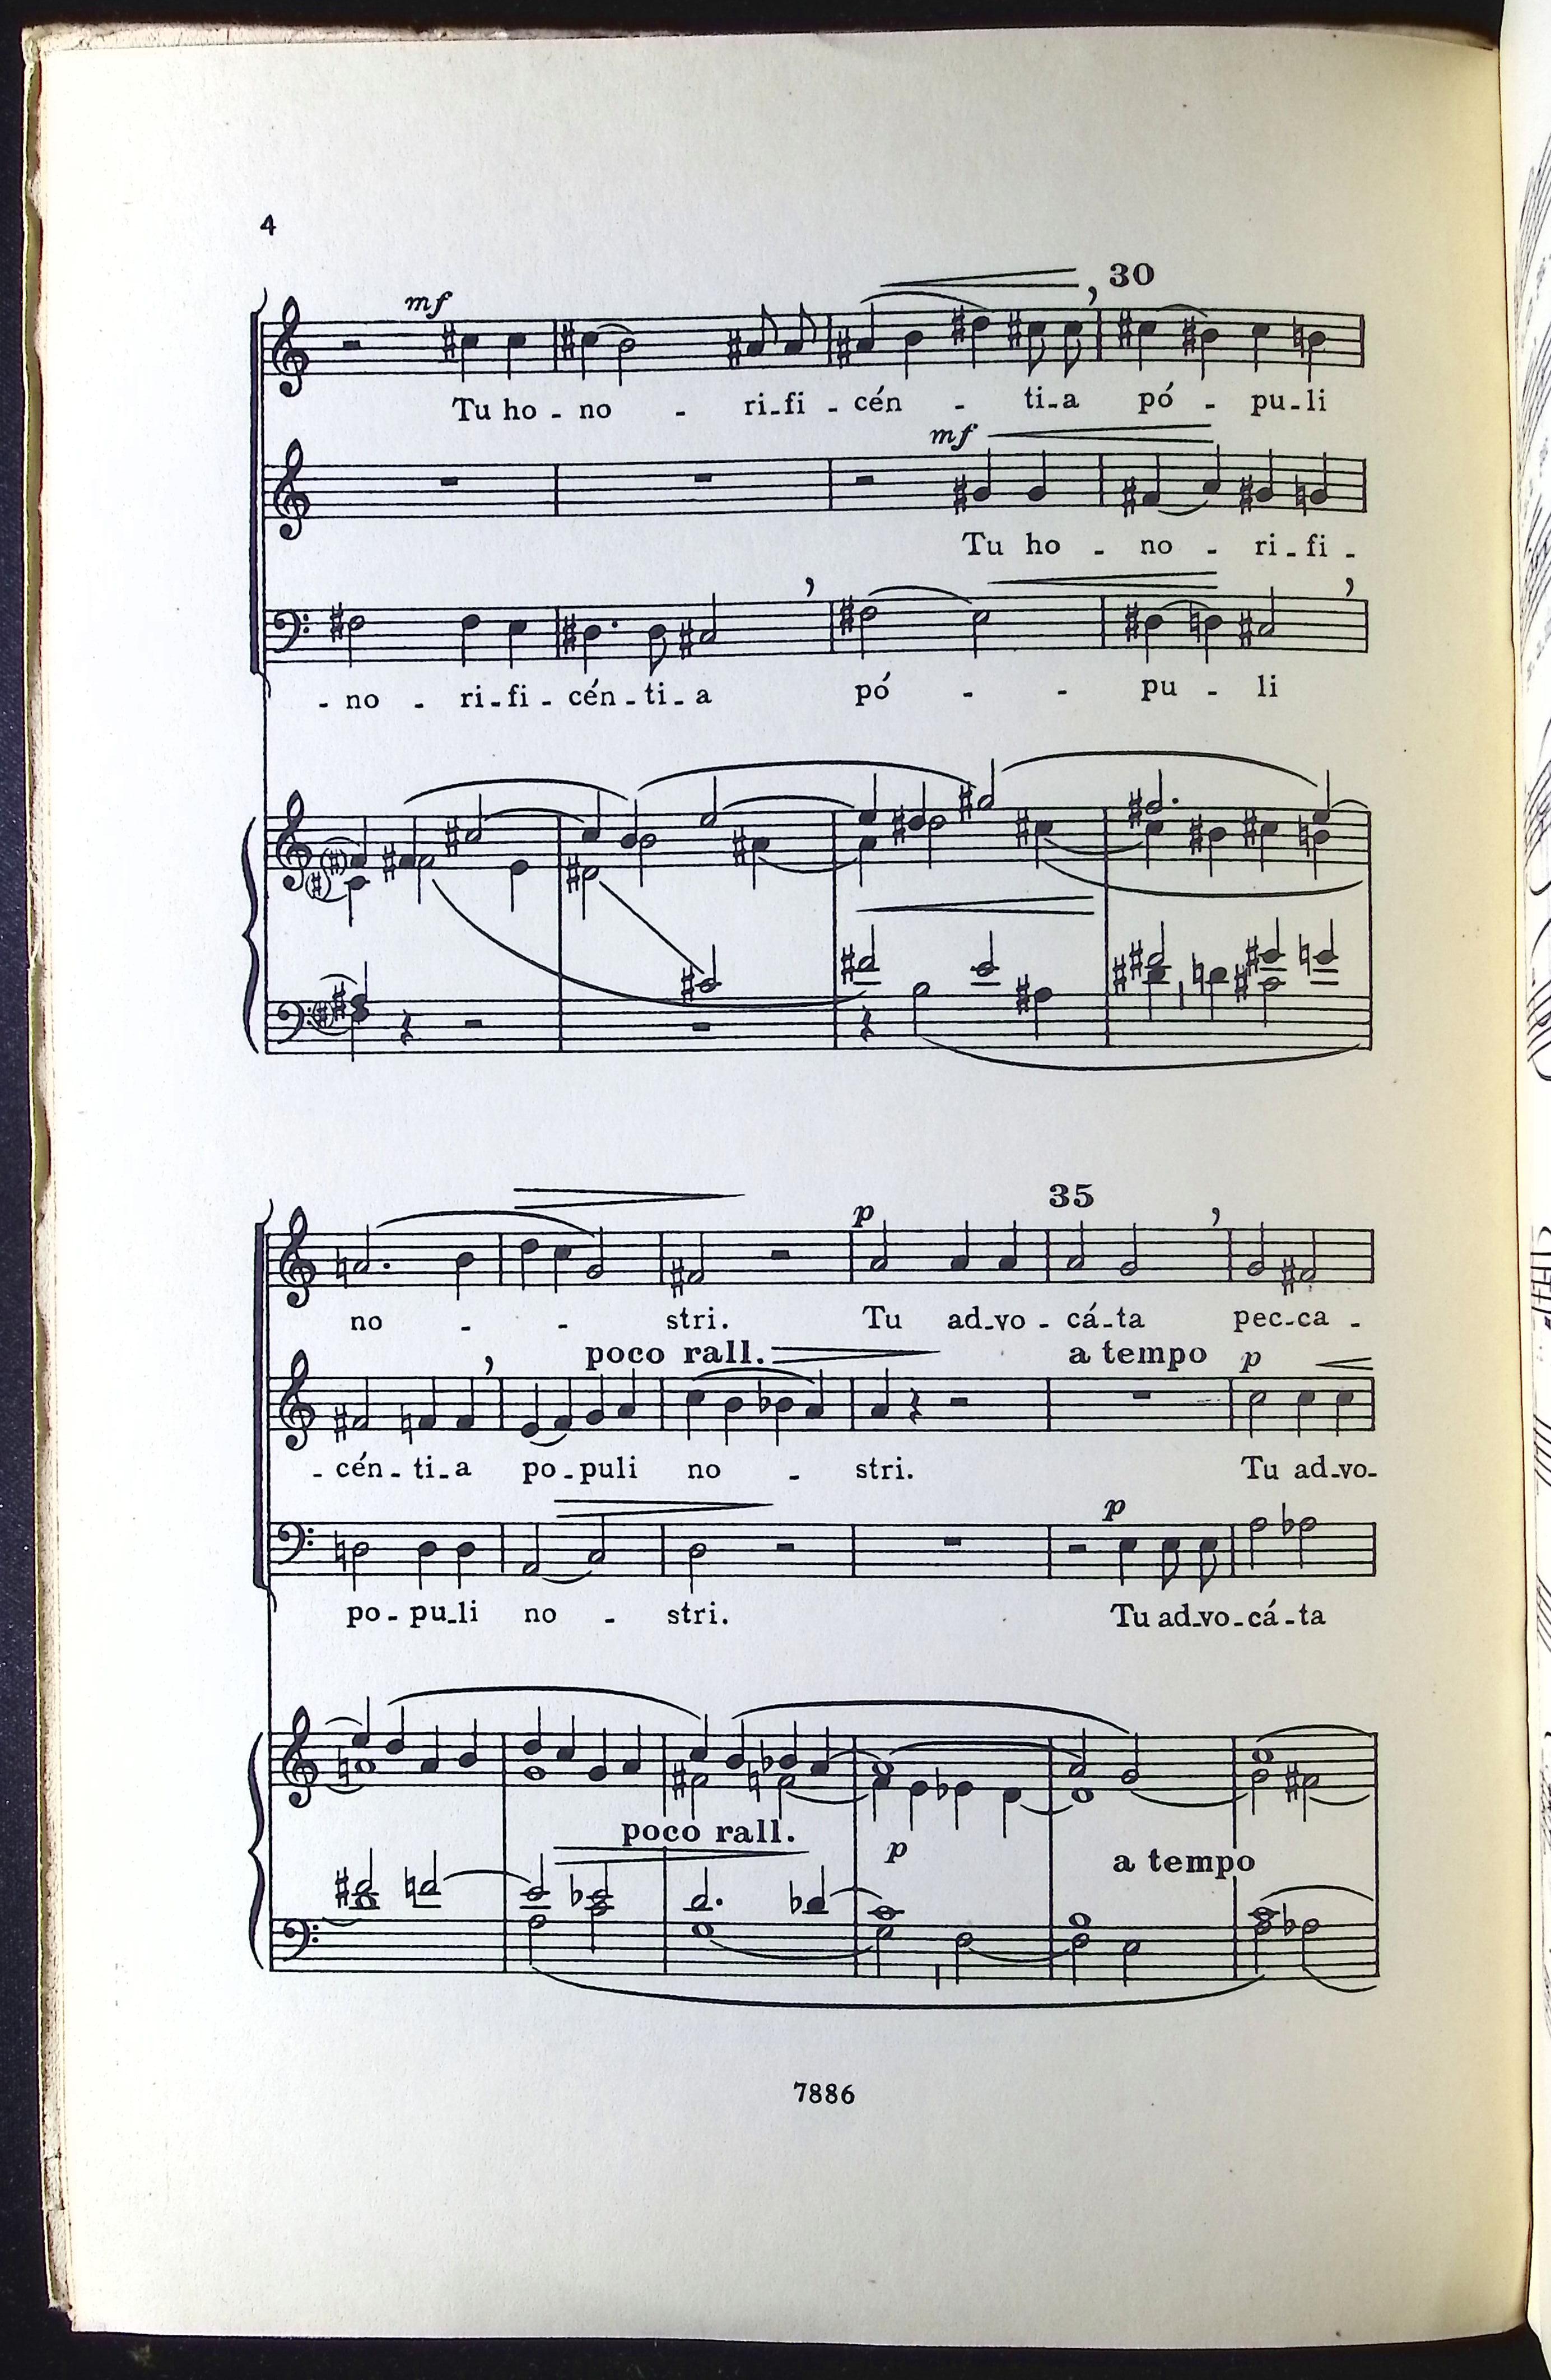 4
mf
30
Tu ho - no - ri - fi - cén - ti - a pó - pu - li
mf
Tu ho - no - ri - fi -
- no - ri - fi - cén - ti - a pó - - pu - li
35
p
no - - stri. Tu ad - vo - cá - ta pec - ca -
poco rall. a tempo p
- cén - ti - a po - puli no - stri. Tu ad - vo -
p
po - pu - li no - stri. Tu ad - vo - cá - ta
poco rall. p a tempo
7886